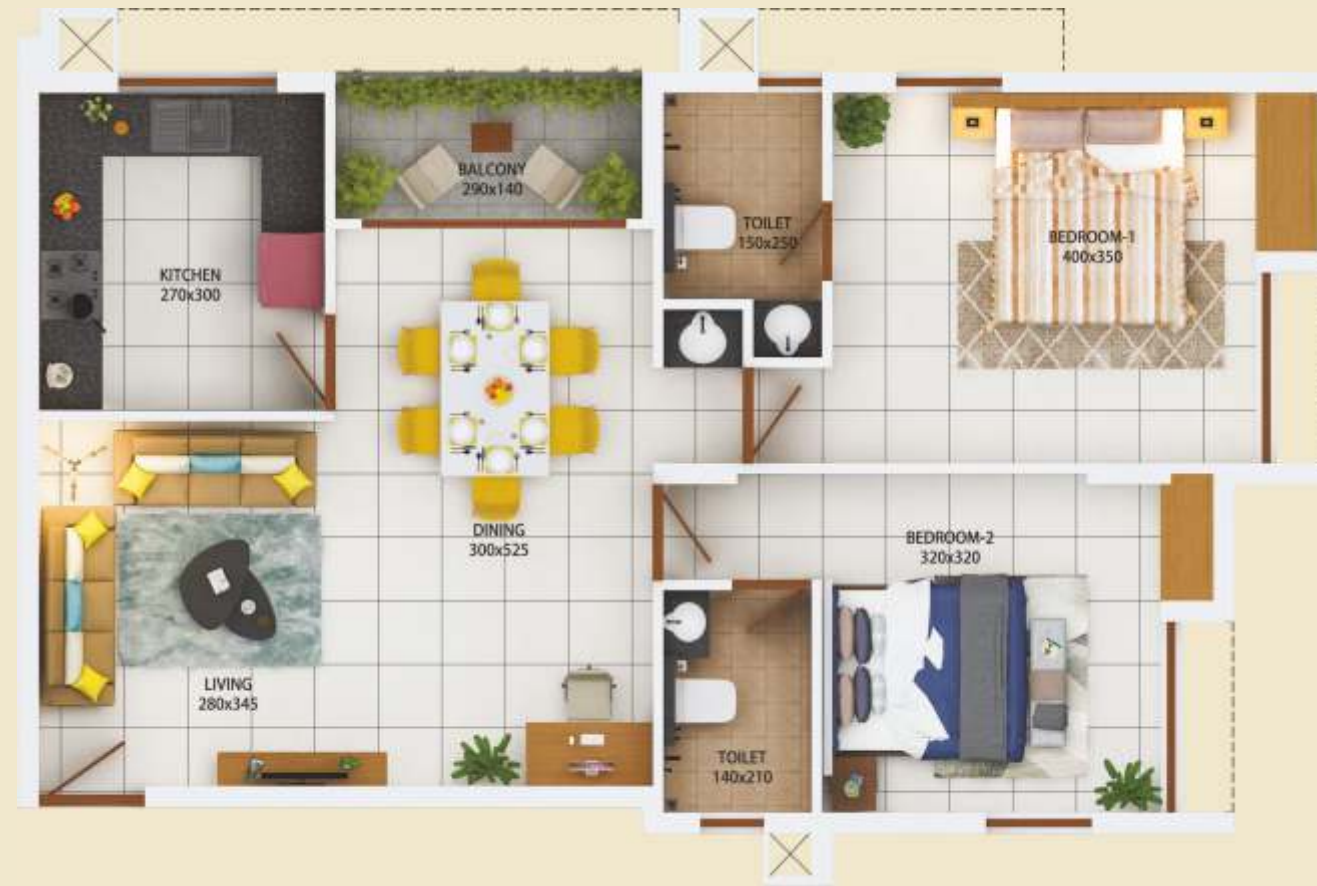 BALCONY
290x140
TOILET
150x250
BEDROOM-1
400x350
KITCHEN
270x300
DINING
300x525
BEDROOM-2
320x320
LIVING
280x345
TOILET
140x210